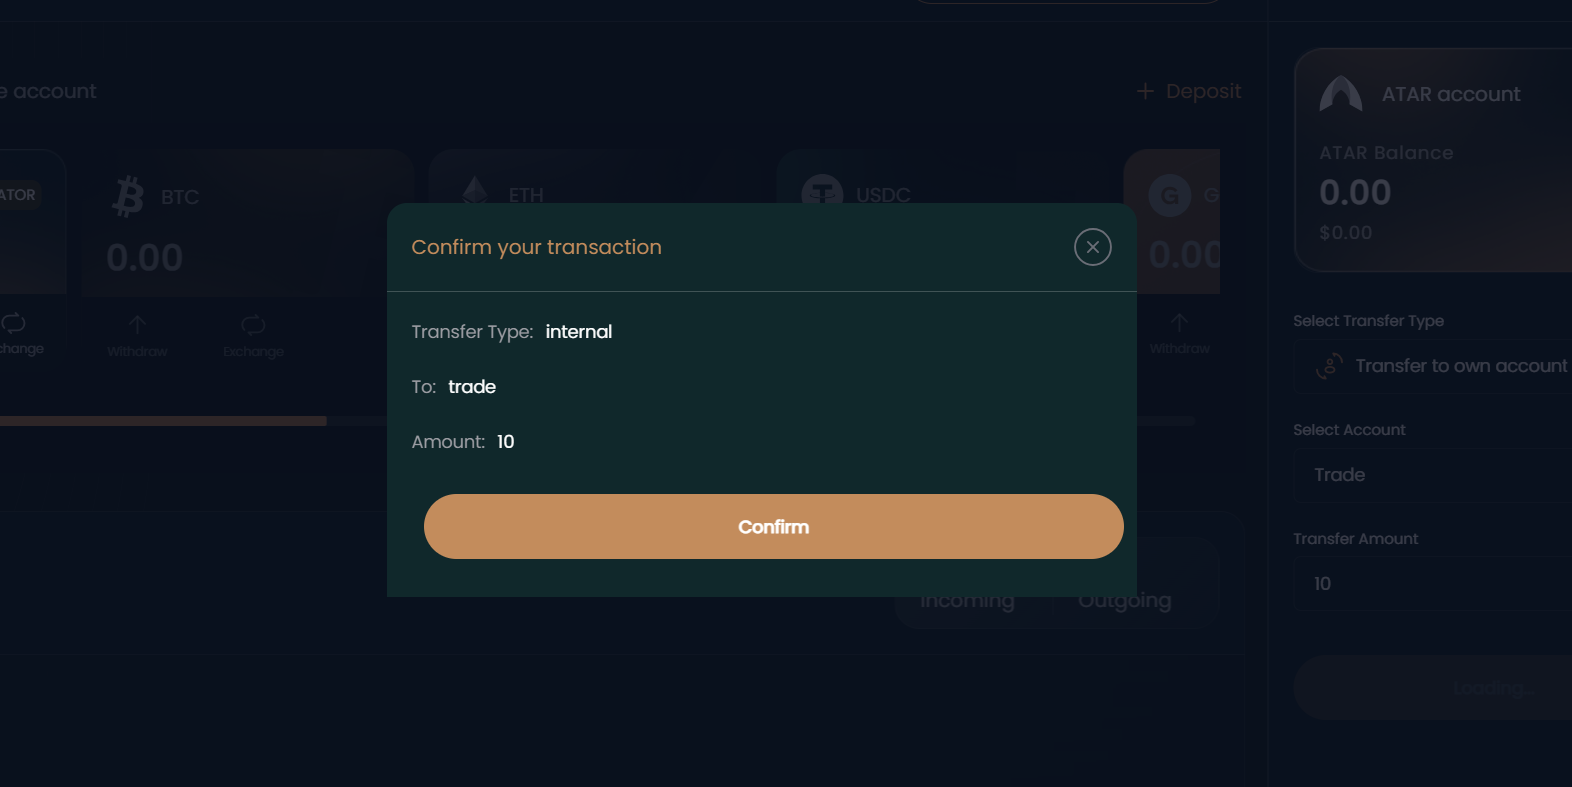 e account
Deposit
ATOR
BTC
0.00
ETH
USDC
G
G
0.00
change
Withdraw
Exchange
Withdraw
Confirm your transaction
Transfer Type: internal
To: trade
Amount: 10
Confirm
Incoming
Outgoing
ATAR account
ATAR Balance
0.00
$0.00
Select Transfer Type
Transfer to own account
Select Account
Trade
Transfer Amount
10
Loading...